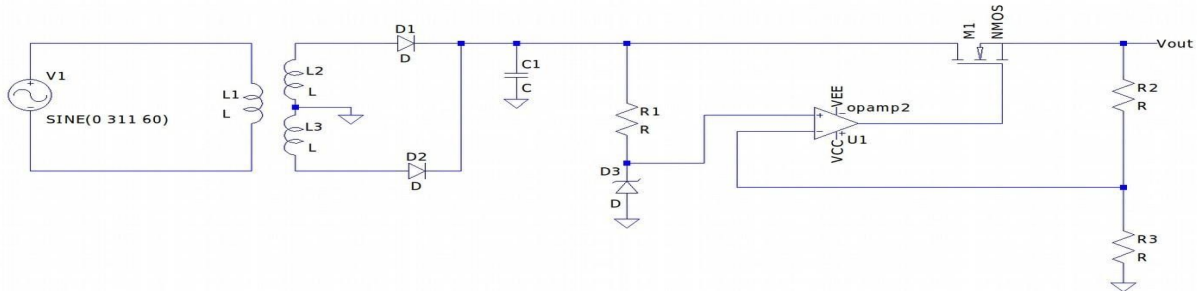 V1
SINE(0 311 60)
L1
L
L2
L
L3
L
D1
D
D2
D
C1
C
R1
R
D3
D
VEE
opamp2
U1
VCC
M1
NMOS
Vout
R2
R
R3
R